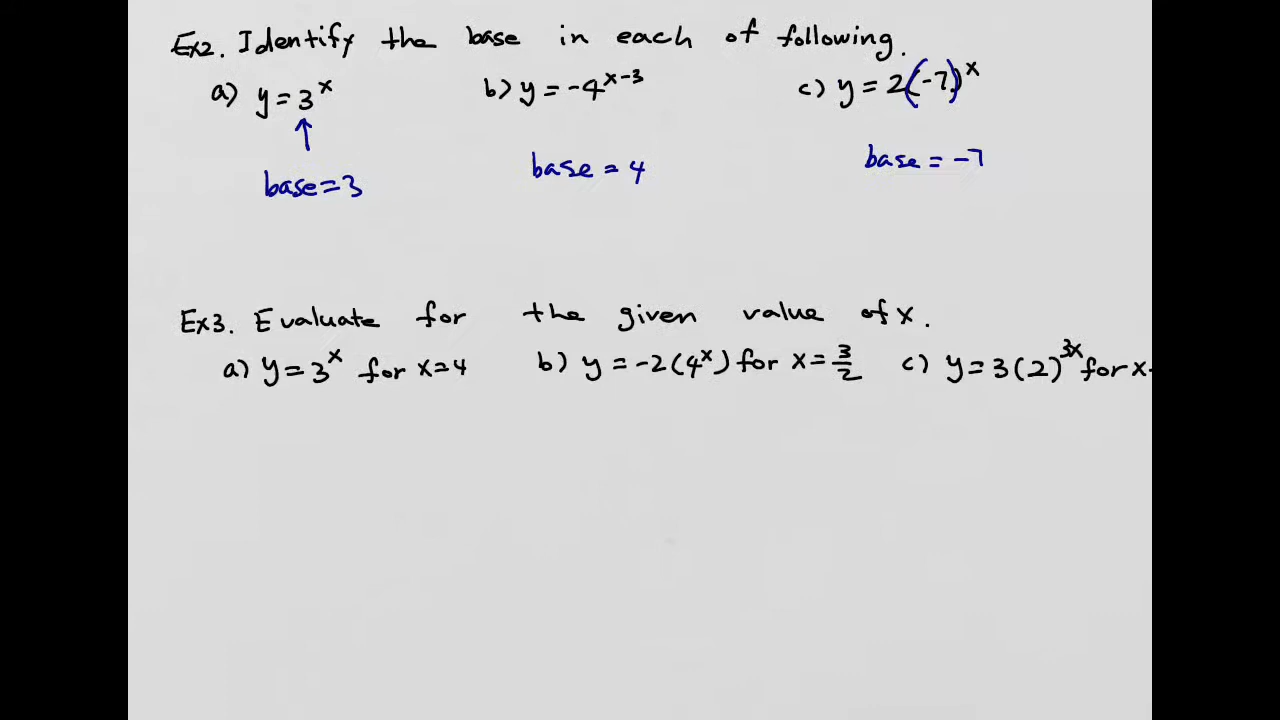 Ex2. Identify the base in each of following.
a) y = 3^x b) y = -4^{x-3} c) y = 2(-7)^x
base = 3 base = 4 base = -7
Ex3. Evaluate for the given value of x.
a) y = 3^x for x = 4 b) y = -2(4^x) for x = 3/2 c) y = 3(2)^{3x} for x